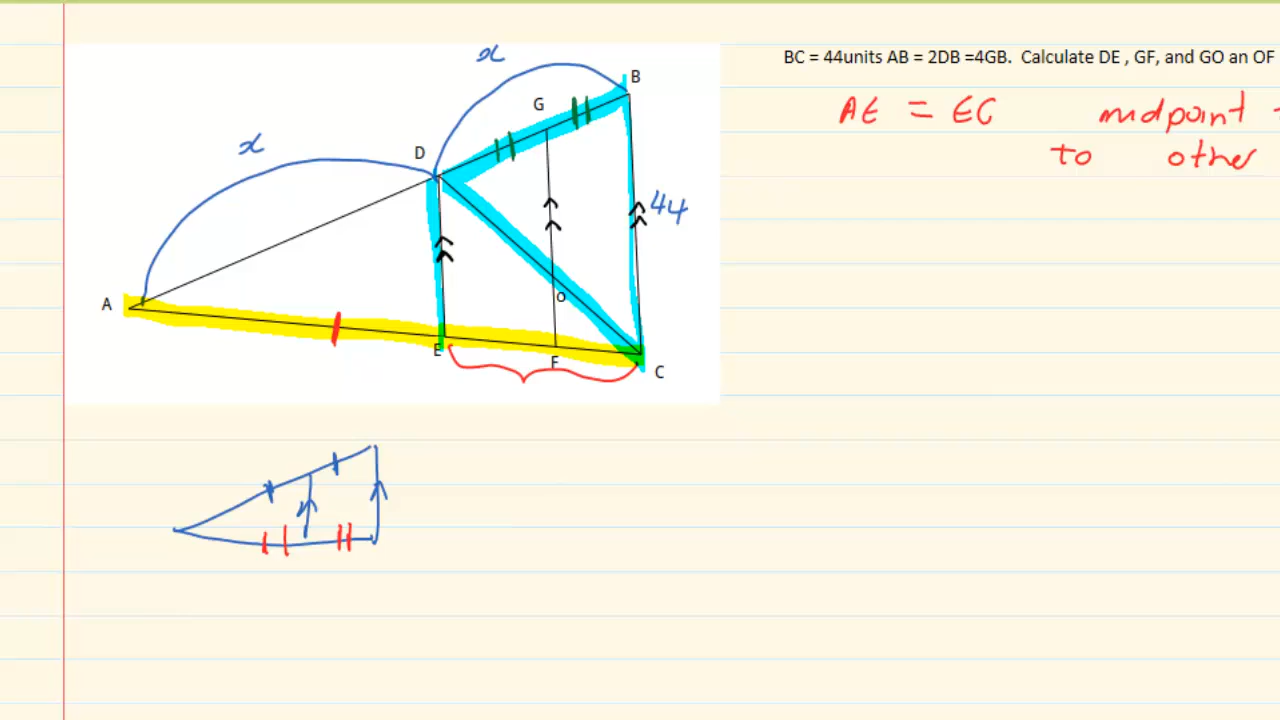 BC = 44units AB = 2DB =4GB. Calculate DE , GF, and GO an OF
AE = EC midpoint
to other
x
x
B
G
D
44
A
O
E
F
C